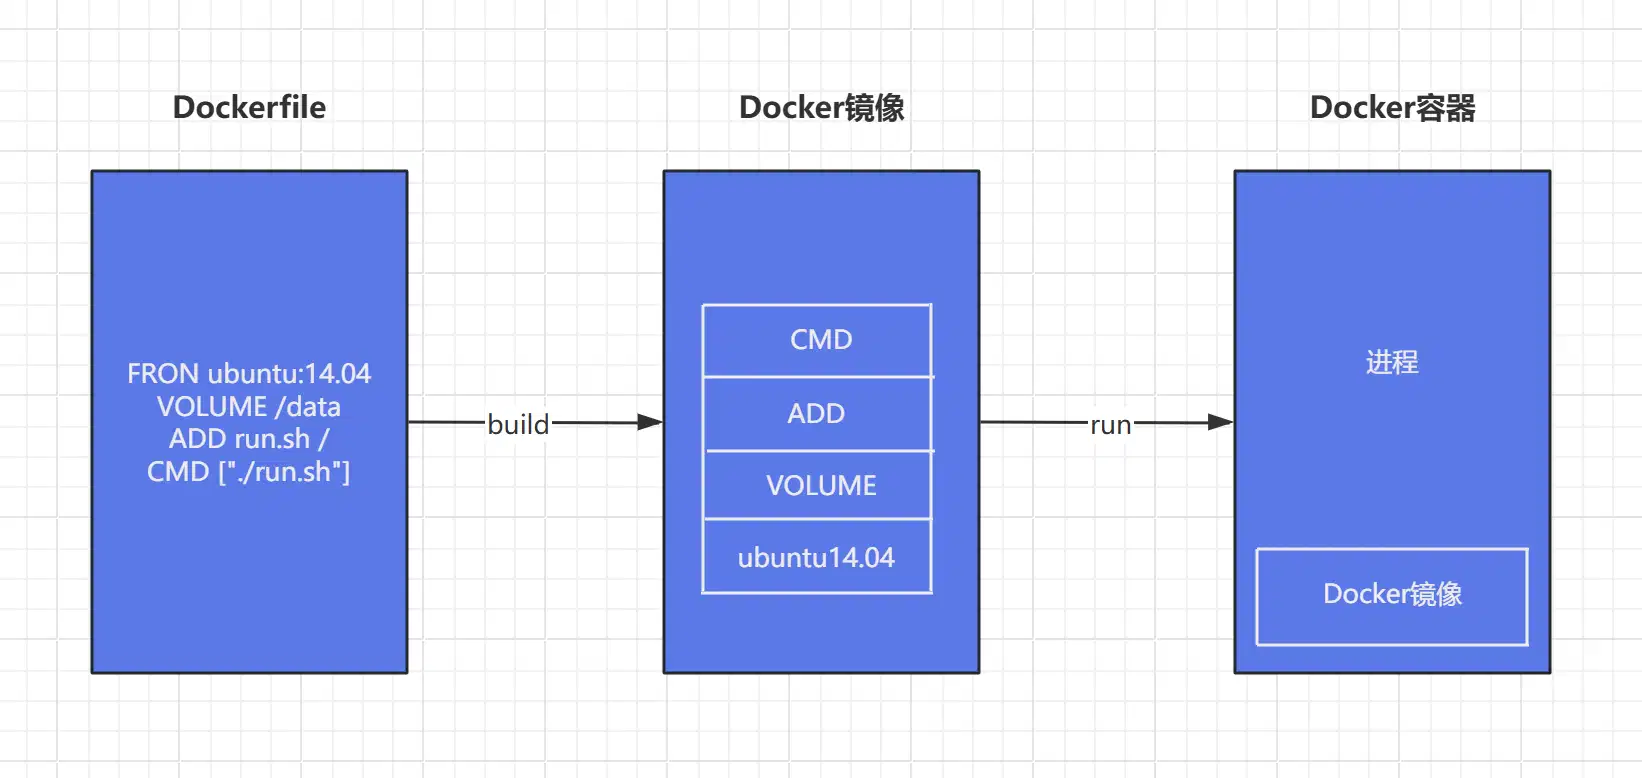 Dockerfile
Docker镜像
Docker容器
FRON ubuntu:14.04
VOLUME /data
ADD run.sh /
CMD ["./run.sh"]
build
CMD
ADD
VOLUME
ubuntu14.04
run
进程
Docker镜像